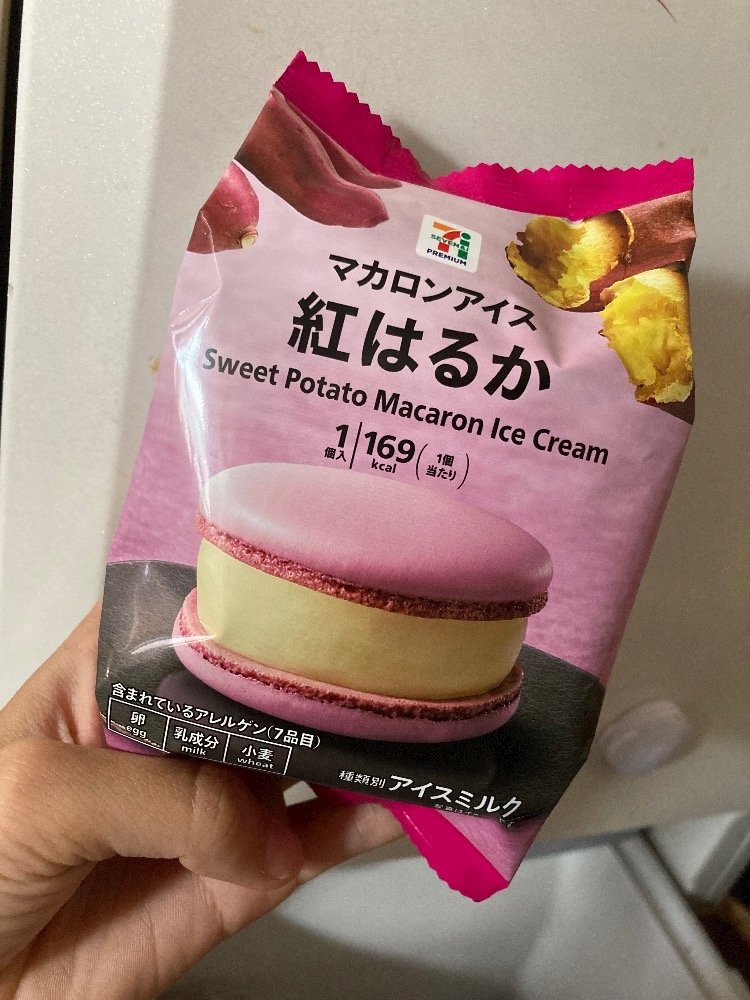 SEVEN&i
PREMIUM
マカロンアイス
紅はるか
Sweet Potato Macaron Ice Cream
1個入 169kcal (1個当たり)
含まれているアレルゲン(7品目)
卵 乳成分 小麦
egg milk wheat
種類別 アイスミルク